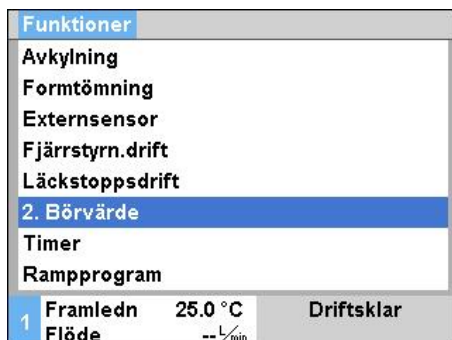 Funktioner
Avkylning
Formtömning
Externsensor
Fjärrstyrn.drift
Läckstoppsdrift
2. Börvärde
Timer
Rampprogram
1 Framledn 25.0 °C Driftsklar
Flöde -- L/min